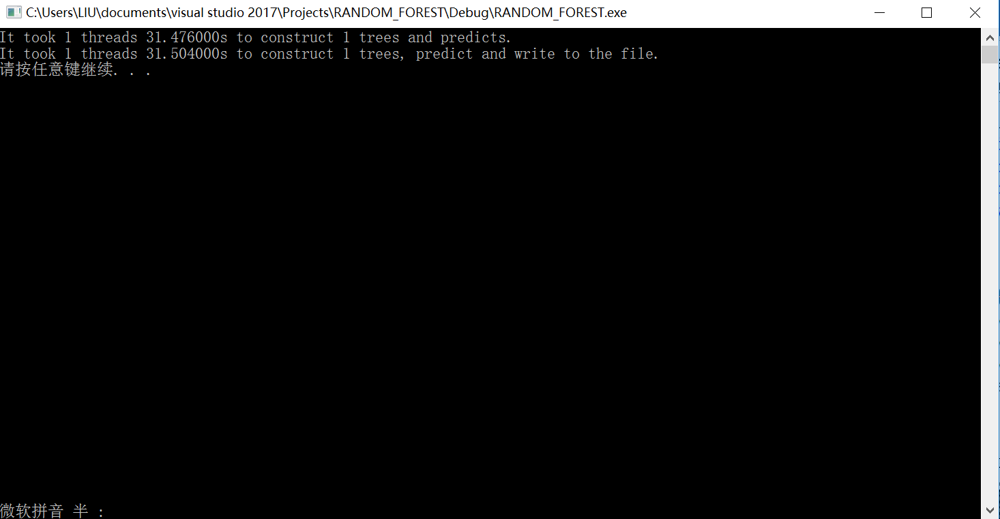 C:\Users\LIU\documents\visual studio 2017\Projects\RANDOM_FOREST\Debug\RANDOM_FOREST.exe
It took 1 threads 31.476000s to construct 1 trees and predicts.
It took 1 threads 31.504000s to construct 1 trees, predict and write to the file.
请按任意键继续. . .
微软拼音 半 :